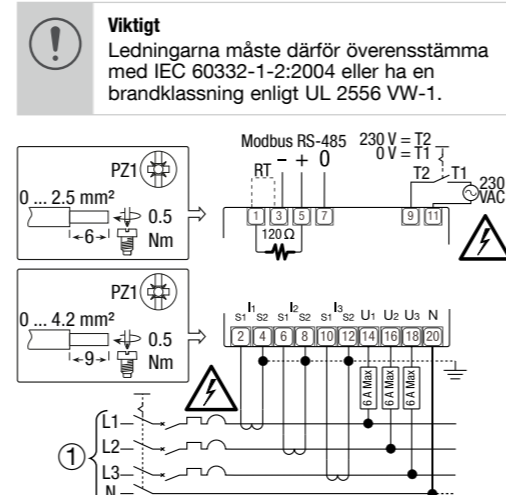 Viktigt
Ledningarna måste därför överensstämma
med IEC 60332-1-2:2004 eller ha en
brandklassning enligt UL 2556 VW-1.
Modbus RS-485
230 V = T2
0 V = T1
PZ1
RT
– + 0
T2 T1
230
VAC
0 ... 2.5 mm²
0.5
Nm
6
1 3 5 7 9 11
120 Ω
PZ1
0 ... 4.2 mm²
0.5
Nm
9
I1 I2 I3
S1 S2 S1 S2 S1 S2 U1 U2 U3 N
2 4 6 8 10 12 14 16 18 20
6 A Max 6 A Max 6 A Max
1
L1
L2
L3
N